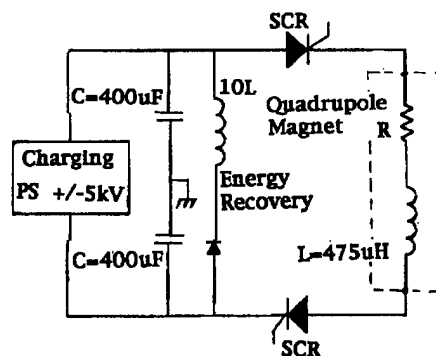 SCR
C=400uF
10L
Quadrupole
Magnet
R
Charging
PS +/-5kV
Energy
Recovery
C=400uF
L=475uH
SCR